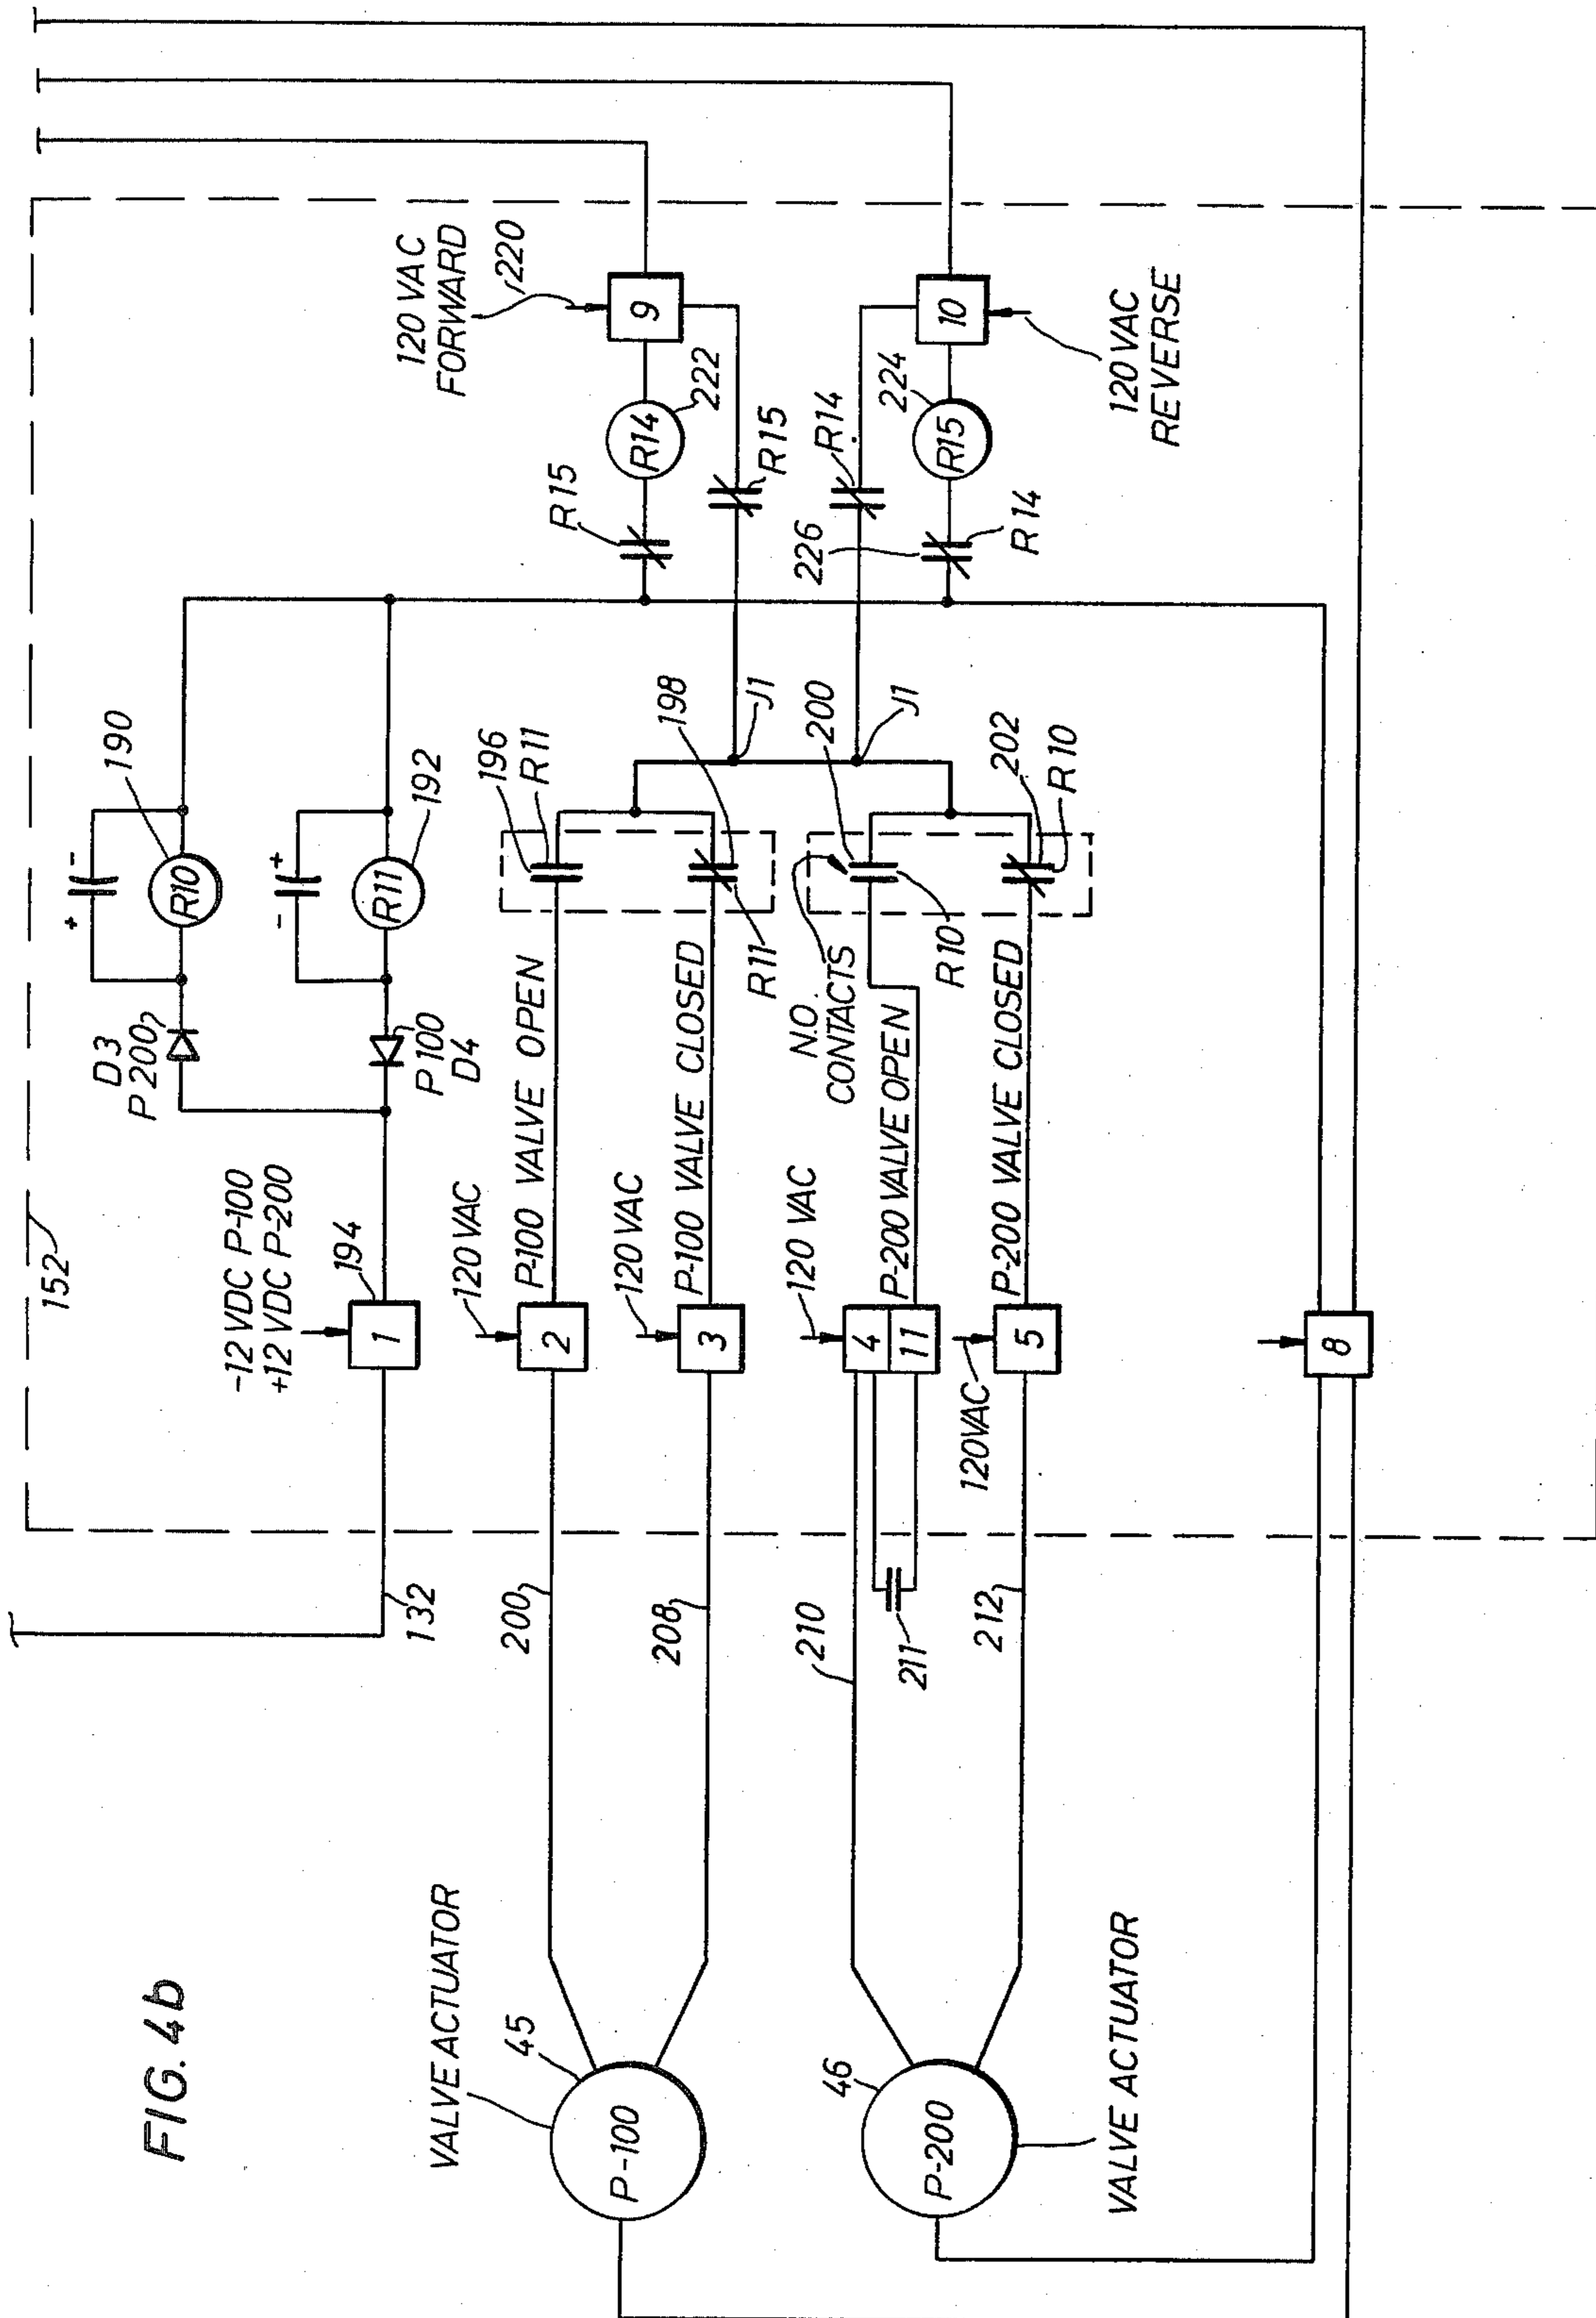 FIG. 4b
152
-12 VDC P-100
+12 VDC P-200
194
1
132
D3
P200
+
-
R10
190
-
+
R11
192
P100
D4
120 VAC
2
P-100 VALVE OPEN
196
R11
200
120 VAC
3
P-100 VALVE CLOSED
R11
198
208
VALVE ACTUATOR
45
P-100
J1
J1
N.O.
CONTACTS
200
R10
120 VAC
4
11
P-200 VALVE OPEN
210
211
120VAC
5
P-200 VALVE CLOSED
202
R10
212
46
P-200
VALVE ACTUATOR
8
120 VAC
FORWARD
220
9
R14
222
R15
R15
R14
226
R14
R15
224
10
120 VAC
REVERSE